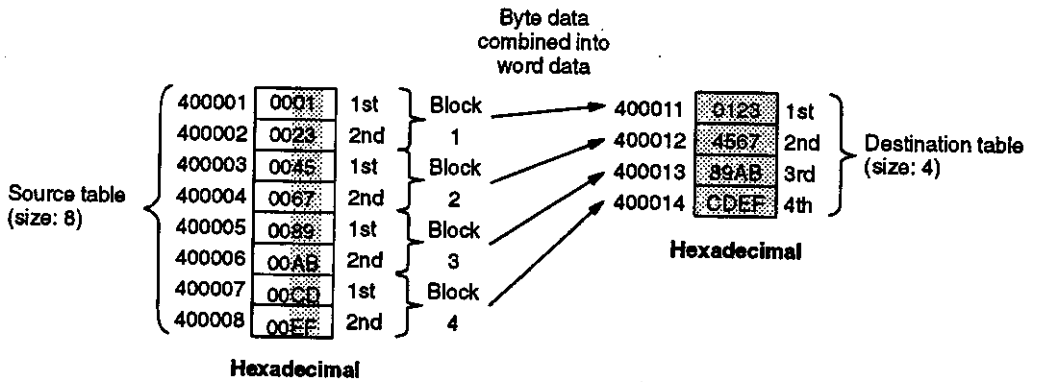 Byte data
combined into
word data
Source table
(size: 8)
400001 0001 1st
400002 0023 2nd
400003 0045 1st
400004 0067 2nd
400005 0089 1st
400006 00AB 2nd
400007 00CD 1st
400008 00EF 2nd
Hexadecimal
Block
1
Block
2
Block
3
Block
4
400011 0123 1st
400012 4567 2nd
400013 89AB 3rd
400014 CDEF 4th
Hexadecimal
Destination table
(size: 4)